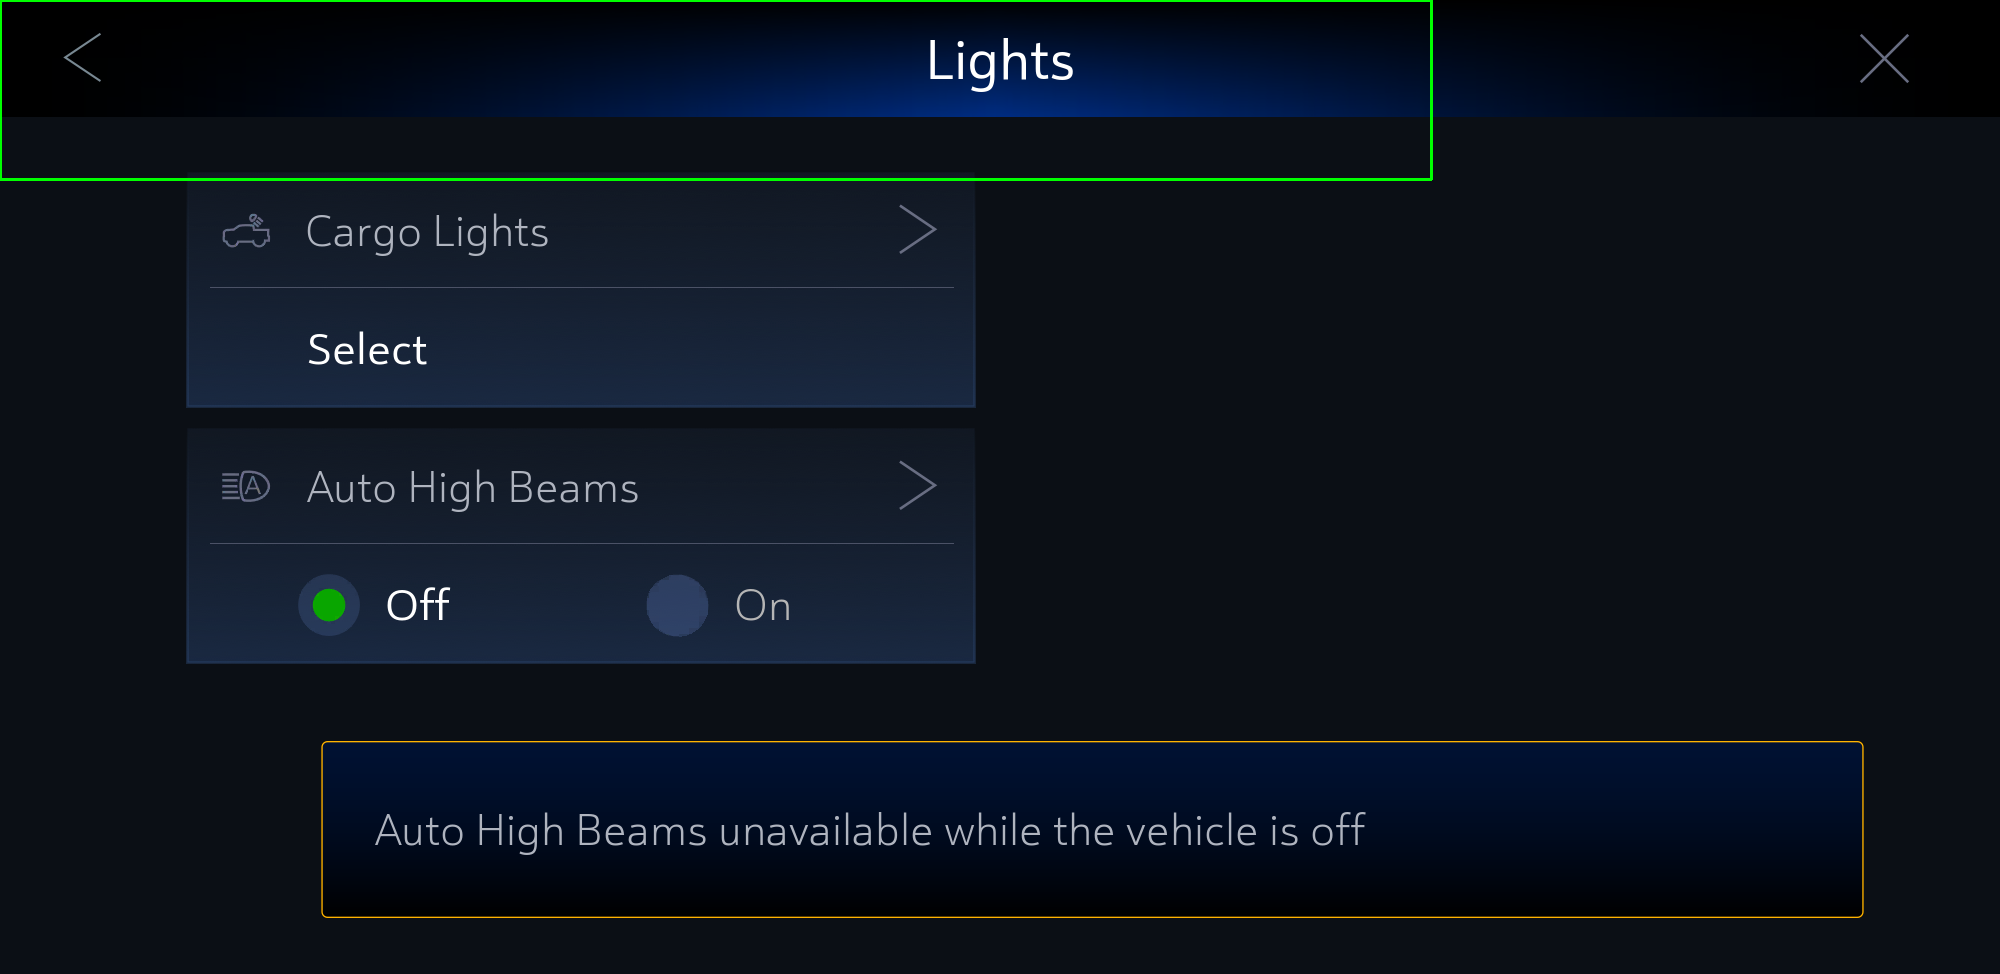 Lights
Cargo Lights
Select
Auto High Beams
Off
On
Auto High Beams unavailable while the vehicle is off